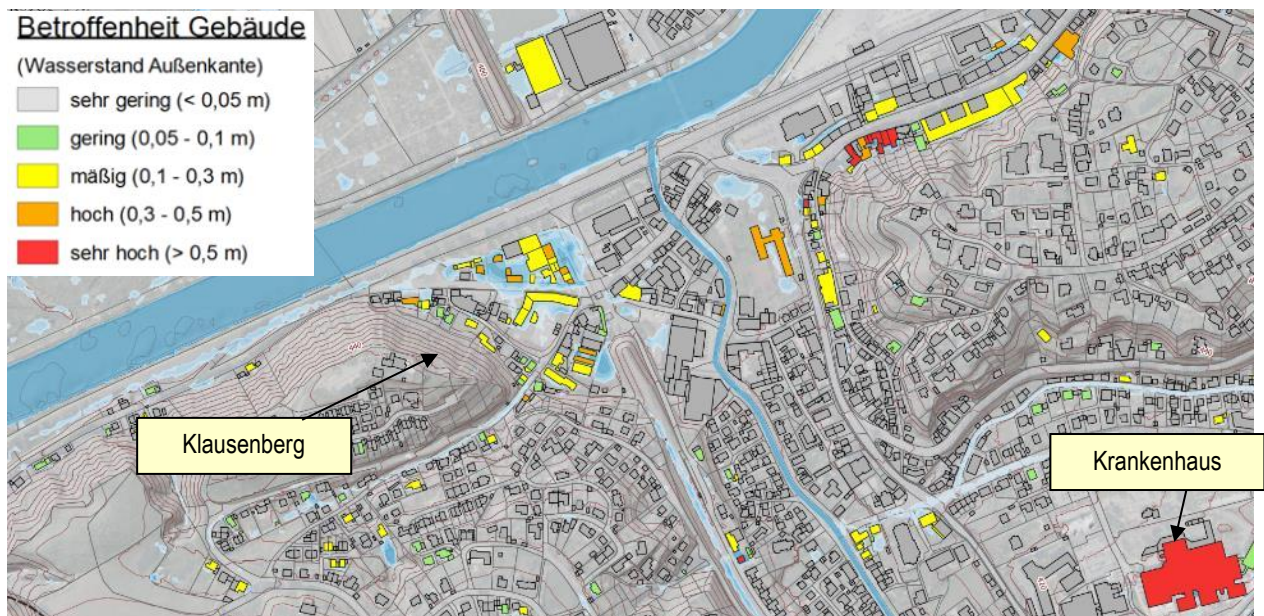 Betroffenheit Gebäude
(Wasserstand Außenkante)
sehr gering (< 0,05 m)
gering (0,05 - 0,1 m)
mäßig (0,1 - 0,3 m)
hoch (0,3 - 0,5 m)
sehr hoch (> 0,5 m)
Klausenberg
Krankenhaus